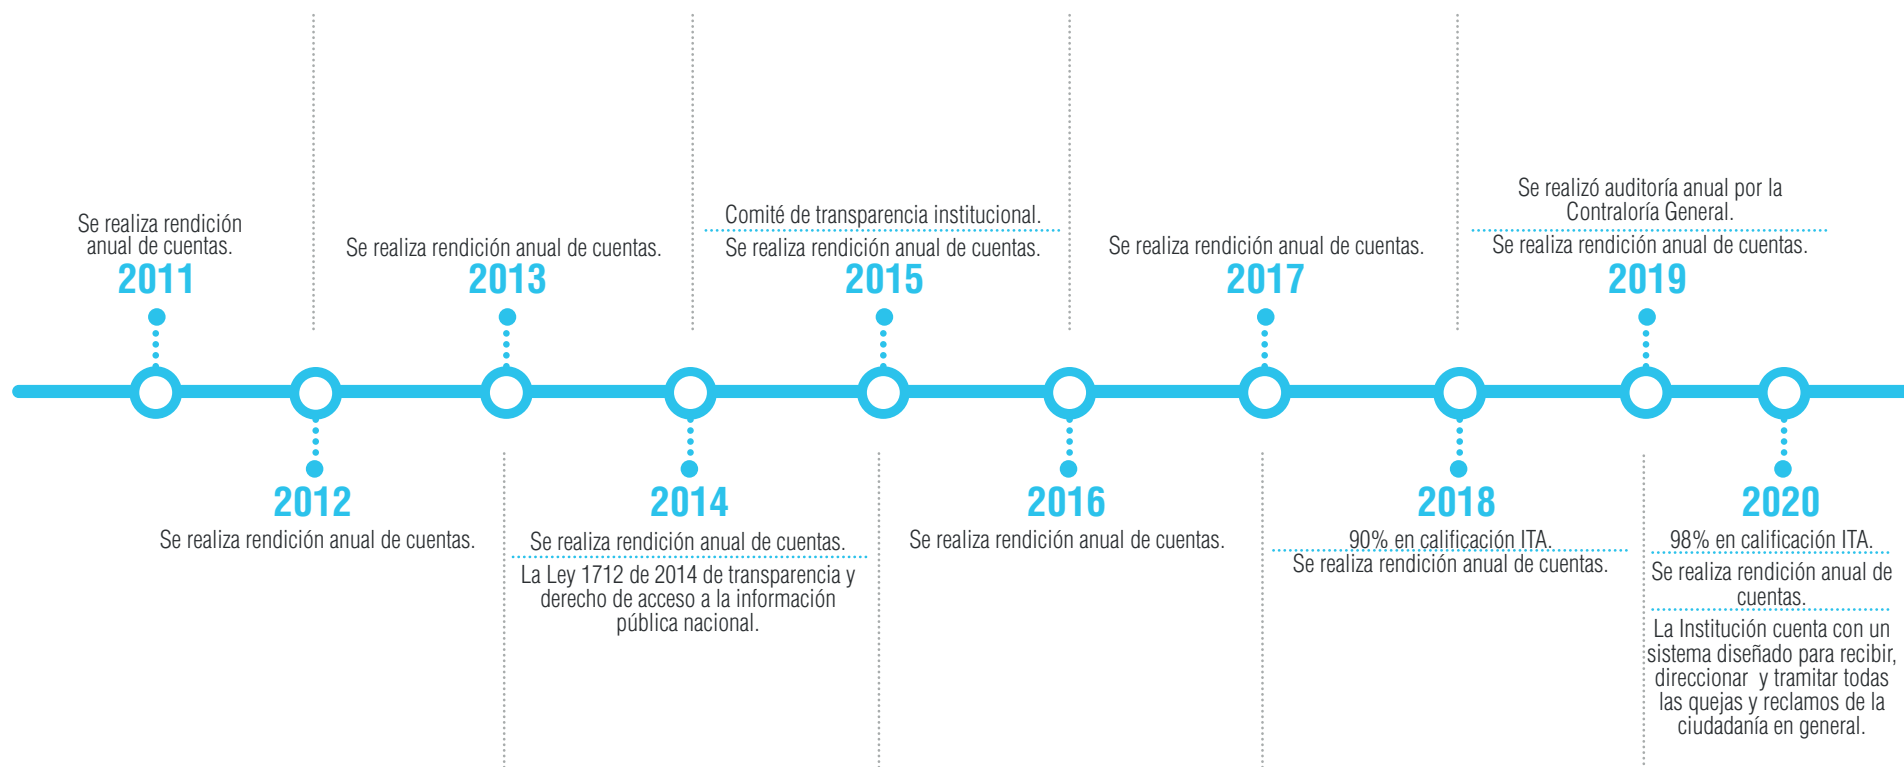 Se realiza rendición
anual de cuentas.
2011
2012
Se realiza rendición anual de cuentas.
Se realiza rendición anual de cuentas.
2013
2014
Se realiza rendición anual de cuentas.
La Ley 1712 de 2014 de transparencia y
derecho de acceso a la información
pública nacional.
Comité de transparencia institucional.
Se realiza rendición anual de cuentas.
2015
2016
Se realiza rendición anual de cuentas.
Se realiza rendición anual de cuentas.
2017
2018
90% en calificación ITA.
Se realiza rendición anual de cuentas.
Se realizó auditoría anual por la
Contraloría General.
Se realiza rendición anual de cuentas.
2019
2020
98% en calificación ITA.
Se realiza rendición anual de
cuentas.
La Institución cuenta con un
sistema diseñado para recibir,
direccionar y tramitar todas
las quejas y reclamos de la
ciudadanía en general.